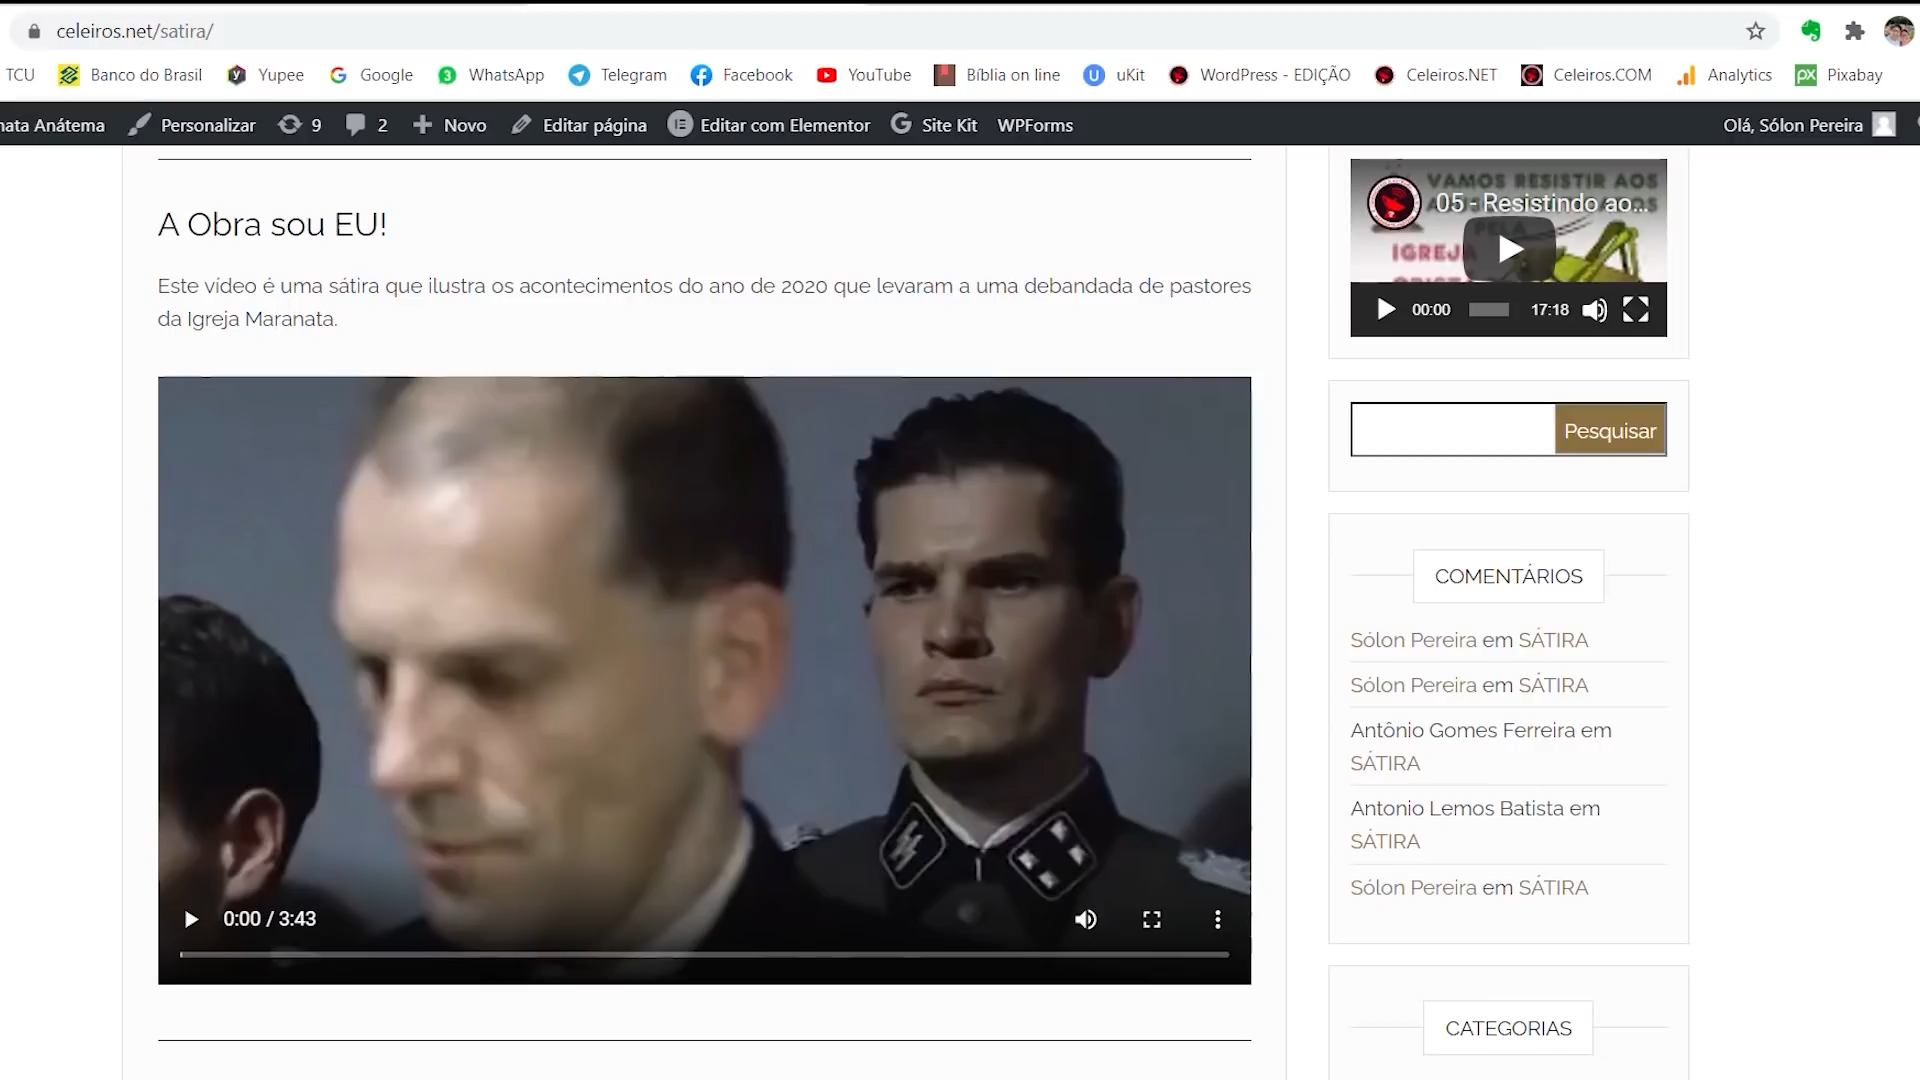 celeiros.net/satira/
TCU Banco do Brasil Yupee Google WhatsApp Telegram Facebook YouTube Bíblia on line uKit WordPress - EDIÇÃO Celeiros.NET Celeiros.COM Analytics Pixabay
nata Anátema Personalizar 9 2 Novo Editar página Editar com Elementor Site Kit WPForms Olá, Sólon Pereira
A Obra sou EU!
Este vídeo é uma sátira que ilustra os acontecimentos do ano de 2020 que levaram a uma debandada de pastores
da Igreja Maranata.
0:00 / 3:43
VAMOS RESISTIR AOS
05 - Resistindo ao...
PELA
IGREJ
00:00 17:18
Pesquisar
COMENTÁRIOS
Sólon Pereira em SÁTIRA
Sólon Pereira em SÁTIRA
Antônio Gomes Ferreira em
SÁTIRA
Antonio Lemos Batista em
SÁTIRA
Sólon Pereira em SÁTIRA
CATEGORIAS